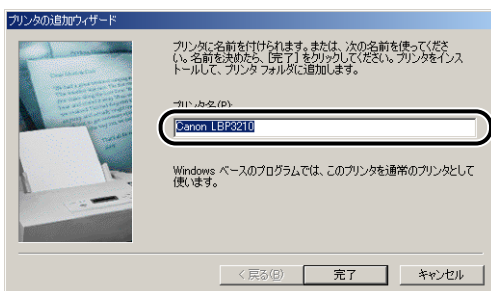 プリンタの追加ウィザード
プリンタに名前を付けられます。または、次の名前を使ってくださ
い。名前を決めたら、[完了] をクリックしてください。プリンタをインス
トールして、プリンタ フォルダに追加します。
プリンタ名(P):
Canon LBP3210
Windows ベースのプログラムでは、このプリンタを通常のプリンタとして
使います。
< 戻る(B)
完了
キャンセル